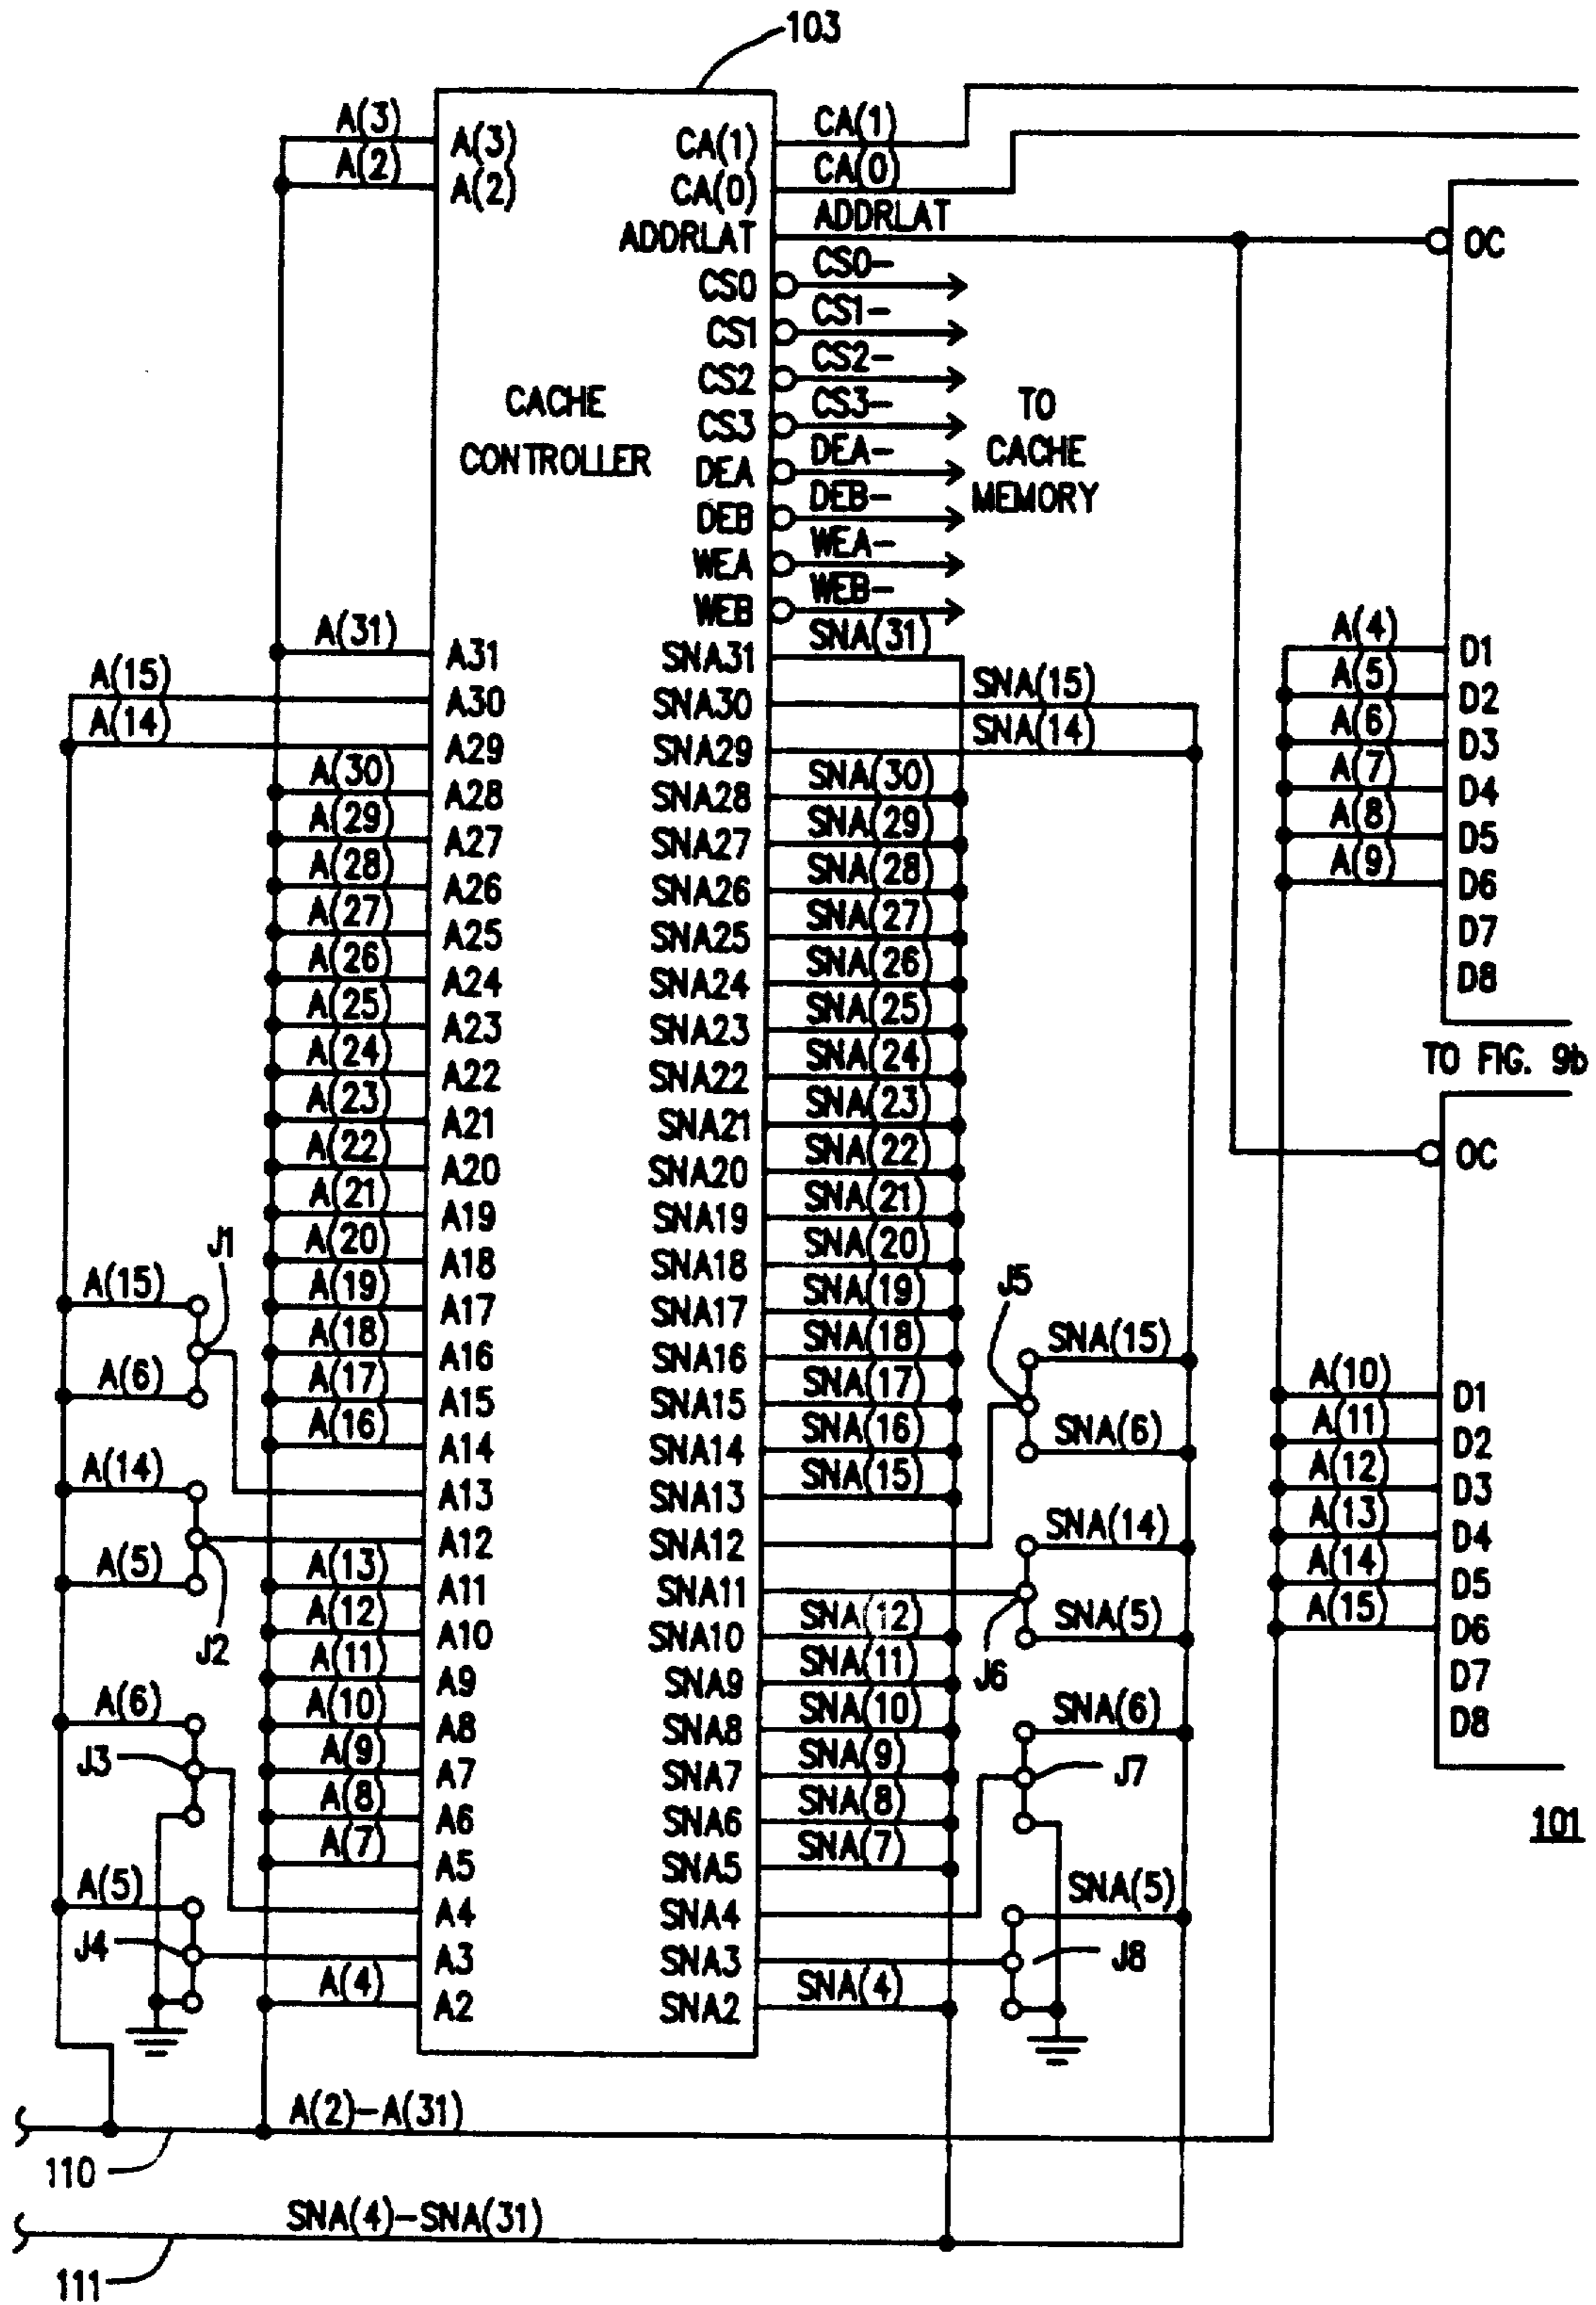 103
A(3) A(3) CA(1) CA(1)
A(2) A(2) CA(0) CA(0)
ADDRLAT ADDRLAT OC
CS0 CS0-
CS1 CS1-
CS2 CS2-
CS3 CS3-
DEA DEA-
DEB DEB-
WEA WEA-
WEB WEB-
CACHE
CONTROLLER
TO
CACHE
MEMORY
A(31) A31 SNA31 SNA(31)
A(15) A30 SNA30 SNA(15)
A(14) A29 SNA29 SNA(14)
A(30) A28 SNA28 SNA(30)
A(29) A27 SNA27 SNA(29)
A(28) A26 SNA26 SNA(28)
A(27) A25 SNA25 SNA(27)
A(26) A24 SNA24 SNA(26)
A(25) A23 SNA23 SNA(25)
A(24) A22 SNA22 SNA(24)
A(23) A21 SNA21 SNA(23)
A(22) A20 SNA20 SNA(22)
A(21) A19 SNA19 SNA(21)
A(20) A18 SNA18 SNA(20)
A(19) A17 SNA17 SNA(19)
A(18) A16 SNA16 SNA(18)
A(17) A15 SNA15 SNA(17)
A(16) A14 SNA14 SNA(16)
A13 SNA13 SNA(15)
A12 SNA12
A(13) A11 SNA11
A(12) A10 SNA10 SNA(12)
A(11) A9 SNA9 SNA(11)
A(10) A8 SNA8 SNA(10)
A(9) A7 SNA7 SNA(9)
A(8) A6 SNA6 SNA(8)
A(7) A5 SNA5 SNA(7)
A4 SNA4
A3 SNA3
A(4) A2 SNA2 SNA(4)
J1
A(15)
A(6)
A(14)
A(5)
J2
A(6)
J3
A(5)
J4
J5
SNA(15)
SNA(6)
SNA(14)
SNA(5)
J6
SNA(6)
J7
SNA(5)
J8
A(4) D1
A(5) D2
A(6) D3
A(7) D4
A(8) D5
A(9) D6
D7
D8
TO FIG. 9b
OC
A(10) D1
A(11) D2
A(12) D3
A(13) D4
A(14) D5
A(15) D6
D7
D8
101
A(2)-A(31)
110
SNA(4)-SNA(31)
111